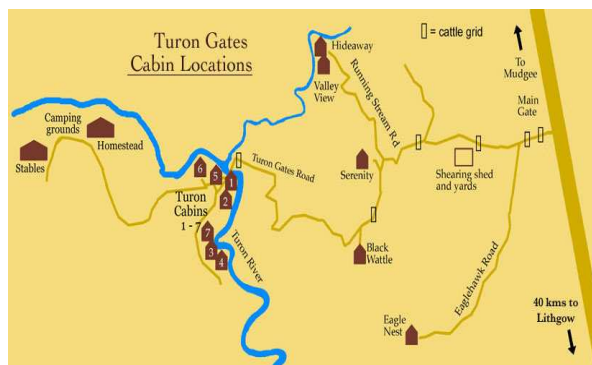 Turon Gates
Cabin Locations
= cattle grid
Hideaway
Valley
View
Running Stream Rd
To
Mudgee
Main
Gate
Camping
grounds
Homestead
Stables
6
5
1
2
Turon Gates Road
Serenity
Shearing shed
and yards
Turon
Cabins
1 - 7
7
3
4
Turon River
Black
Wattle
Eaglehawk Road
Eagle
Nest
40 kms to
Lithgow